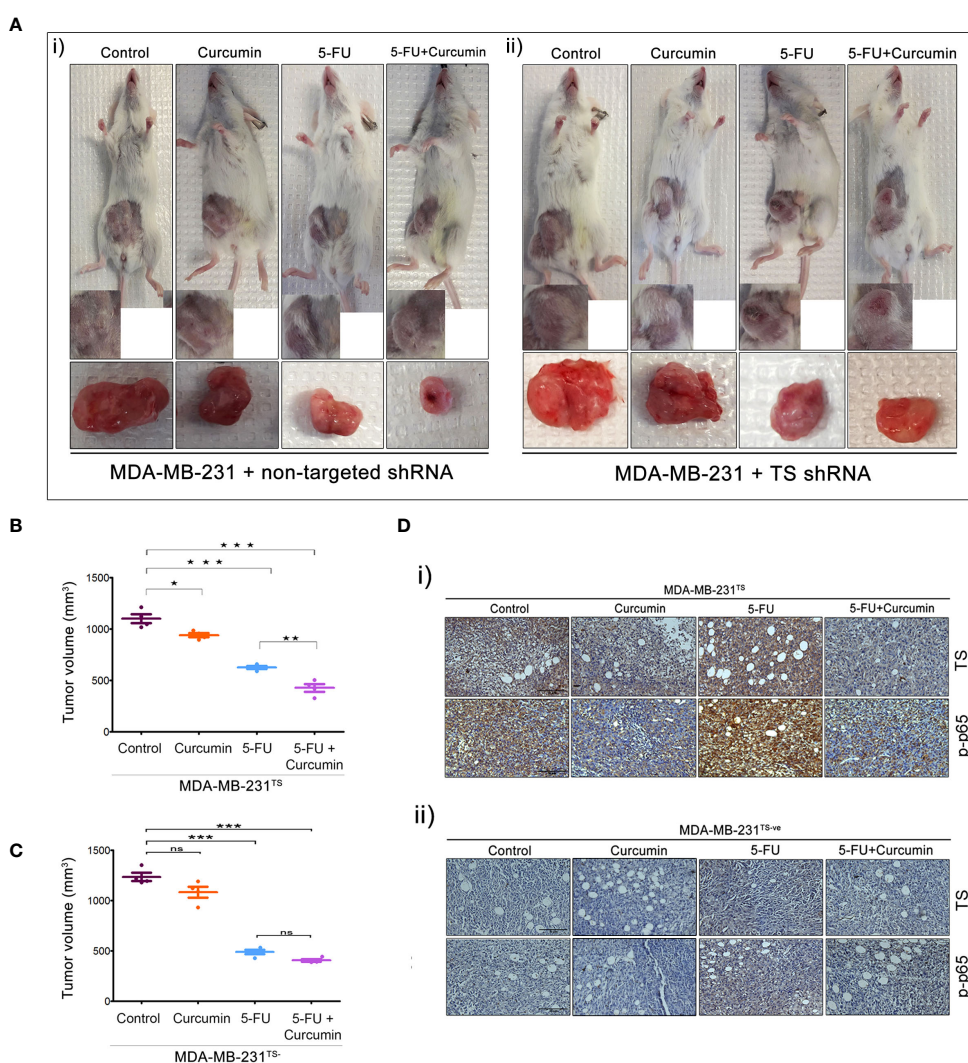 A
i)
Control Curcumin 5-FU 5-FU+Curcumin
MDA-MB-231 + non-targeted shRNA
ii)
Control Curcumin 5-FU 5-FU+Curcumin
MDA-MB-231 + TS shRNA
B
Tumor volume (mm³)
1500
1000
500
0
★ ★ ★
★ ★ ★
★
★★
Control Curcumin 5-FU 5-FU +
Curcumin
MDA-MB-231ᵀˢ
C
Tumor volume (mm³)
1500
1000
500
0
★★★
★★★
ns
ns
Control Curcumin 5-FU 5-FU +
Curcumin
MDA-MB-231ᵀˢ⁻
D
i)
MDA-MB-231ᵀˢ
Control Curcumin 5-FU 5-FU+Curcumin
TS
p-p65
ii)
MDA-MB-231ᵀˢ⁻ᵛᵉ
Control Curcumin 5-FU 5-FU+Curcumin
TS
p-p65